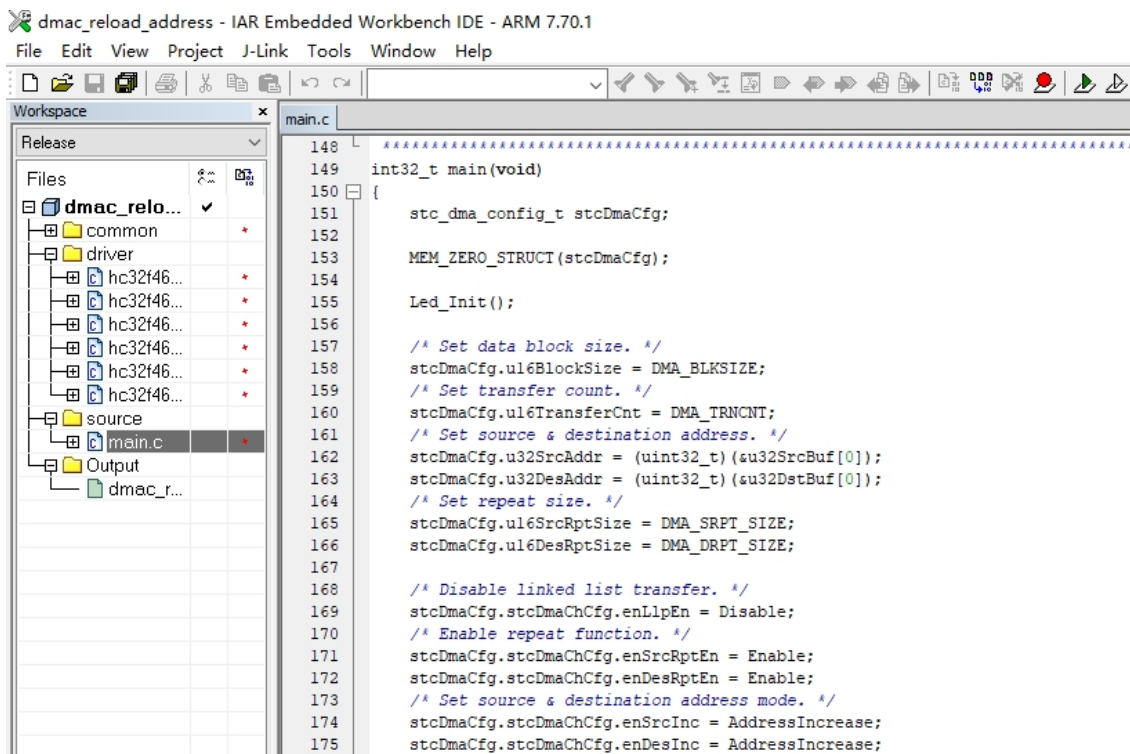 dmac_reload_address - IAR Embedded Workbench IDE - ARM 7.70.1
File Edit View Project J-Link Tools Window Help
Workspace
Release
Files
dmac_relo...
common
driver
hc32f46...
hc32f46...
hc32f46...
hc32f46...
hc32f46...
hc32f46...
source
main.c
Output
dmac_r...
main.c
148
149 int32_t main(void)
150 {
151 stc_dma_config_t stcDmaCfg;
152
153 MEM_ZERO_STRUCT(stcDmaCfg);
154
155 Led_Init();
156
157 /* Set data block size. */
158 stcDmaCfg.u16BlockSize = DMA_BLKSIZE;
159 /* Set transfer count. */
160 stcDmaCfg.u16TransferCnt = DMA_TRNCNT;
161 /* Set source & destination address. */
162 stcDmaCfg.u32SrcAddr = (uint32_t)(&u32SrcBuf[0]);
163 stcDmaCfg.u32DesAddr = (uint32_t)(&u32DstBuf[0]);
164 /* Set repeat size. */
165 stcDmaCfg.u16SrcRptSize = DMA_SRPT_SIZE;
166 stcDmaCfg.u16DesRptSize = DMA_DRPT_SIZE;
167
168 /* Disable linked list transfer. */
169 stcDmaCfg.stcDmaChCfg.enLlpEn = Disable;
170 /* Enable repeat function. */
171 stcDmaCfg.stcDmaChCfg.enSrcRptEn = Enable;
172 stcDmaCfg.stcDmaChCfg.enDesRptEn = Enable;
173 /* Set source & destination address mode. */
174 stcDmaCfg.stcDmaChCfg.enSrcInc = AddressIncrease;
175 stcDmaCfg.stcDmaChCfg.enDesInc = AddressIncrease;